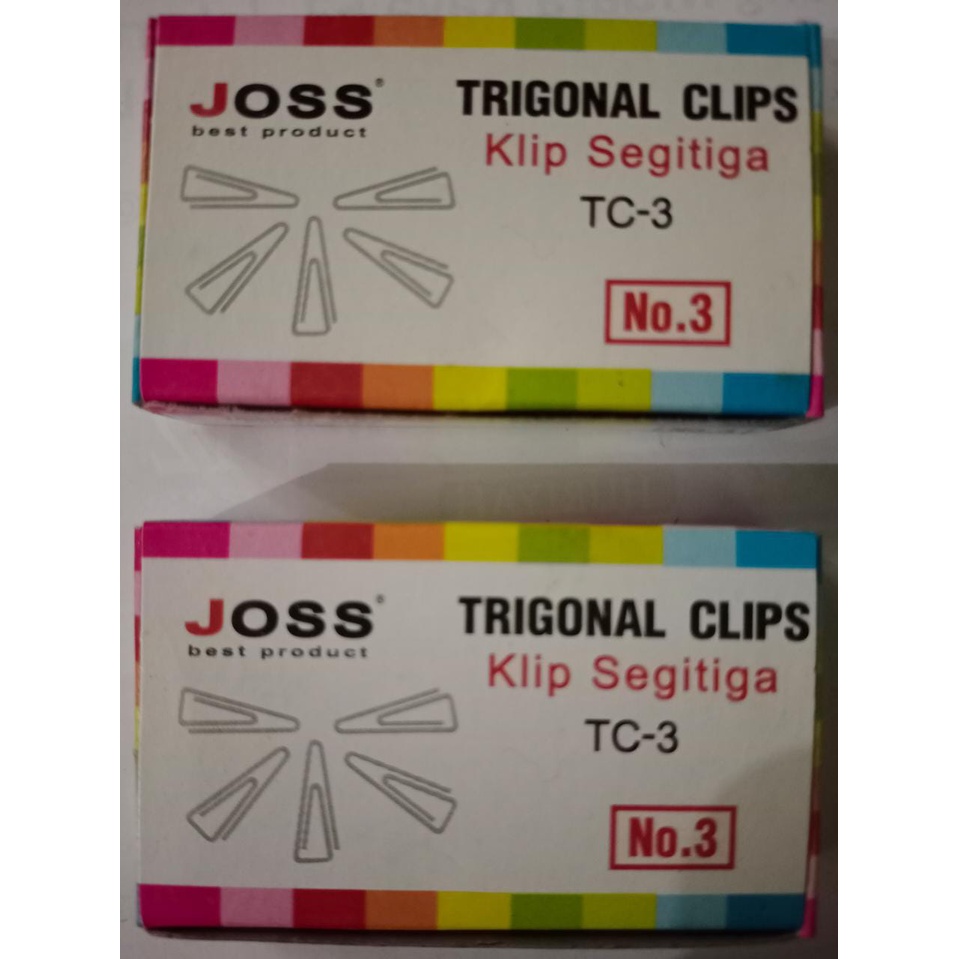 JOSS®
best product
TRIGONAL CLIPS
Klip Segitiga
TC-3
No.3
JOSS®
best product
TRIGONAL CLIPS
Klip Segitiga
TC-3
No.3